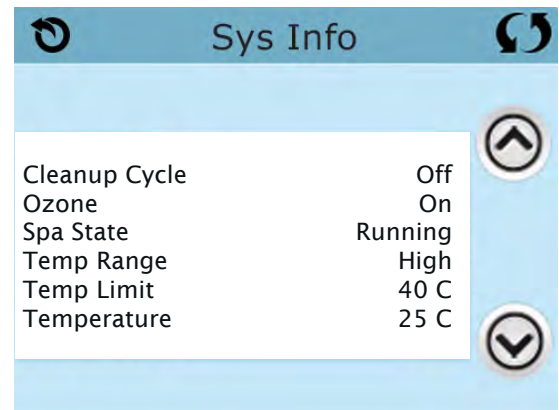 Sys Info
Cleanup Cycle Off
Ozone On
Spa State Running
Temp Range High
Temp Limit 40 C
Temperature 25 C